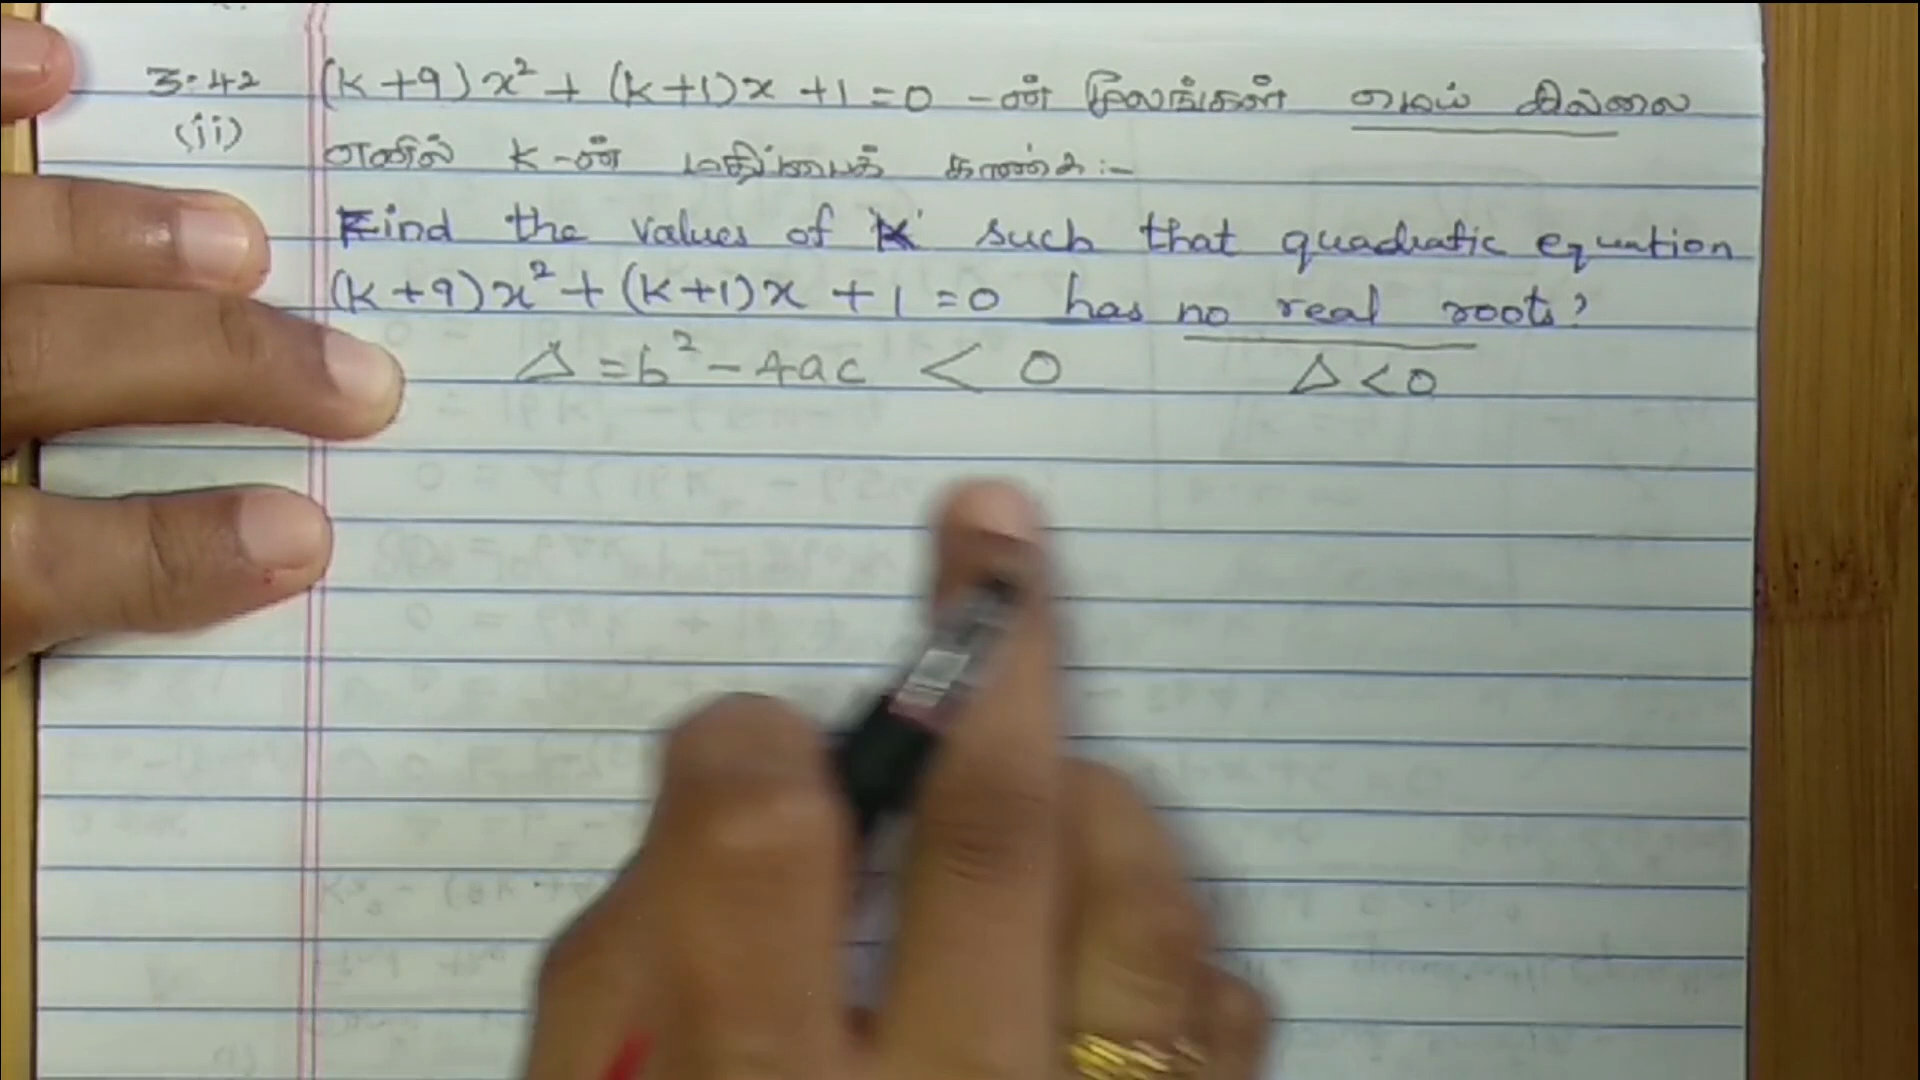 3.42 (k+9)x² + (k+1)x +1 = 0 -ன் மூலங்கள் மெய் இல்லை
(ii) எனில் k-ன் மதிப்பைக் காண்க :-
Find the values of 'k' such that quadratic equation
(k+9)x² + (k+1)x + 1 = 0 has no real roots?
Δ = b² - 4ac < 0 Δ < 0